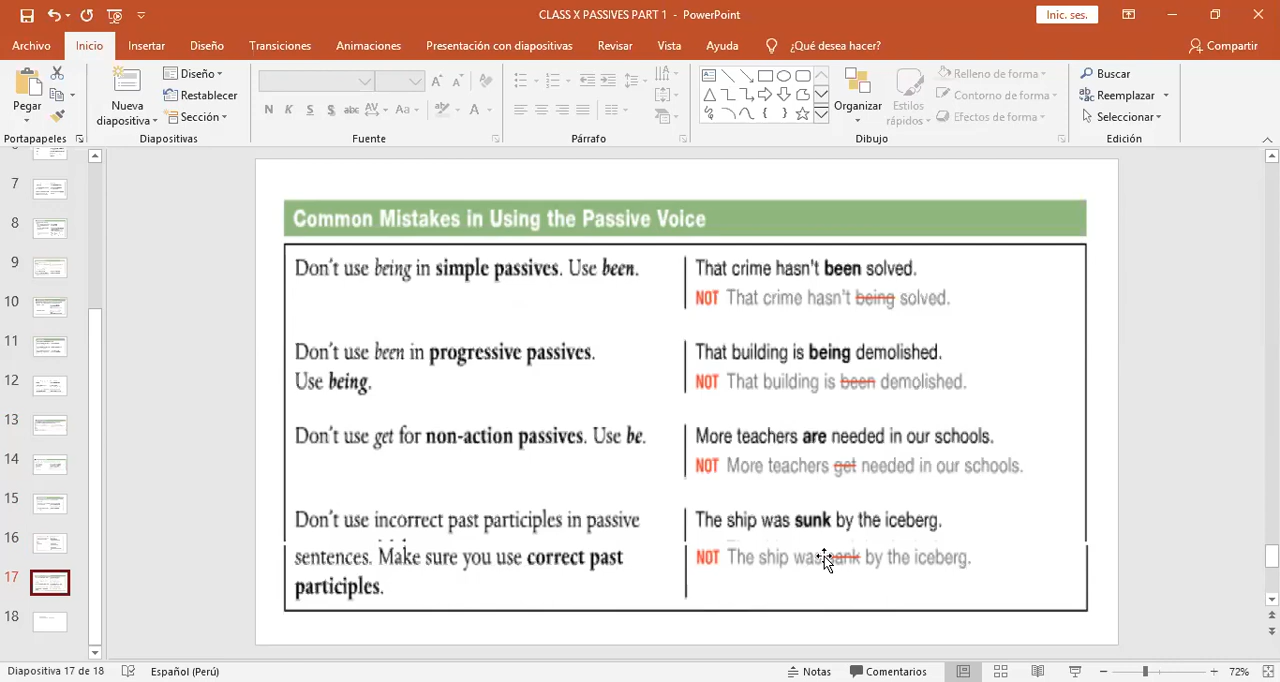 CLASS X PASSIVES PART 1 - PowerPoint
Inic. ses.
Archivo Inicio Insertar Diseño Transiciones Animaciones Presentación con diapositivas Revisar Vista Ayuda ¿Qué desea hacer? Compartir
Pegar
Nueva diapositiva
Diseño
Restablecer
Sección
N K S S abc AV Aa A
Organizar
Estilos rápidos
Relleno de forma
Contorno de forma
Efectos de forma
Buscar
Reemplazar
Seleccionar
Portapapeles Diapositivas Fuente Párrafo Dibujo Edición
7
8
9
10
11
12
13
14
15
16
17
18
Common Mistakes in Using the Passive Voice
Don't use being in simple passives. Use been.
That crime hasn't been solved.
NOT That crime hasn't being solved.
Don't use been in progressive passives.
Use being.
That building is being demolished.
NOT That building is been demolished.
Don't use get for non-action passives. Use be.
More teachers are needed in our schools.
NOT More teachers get needed in our schools.
Don't use incorrect past participles in passive
sentences. Make sure you use correct past
participles.
The ship was sunk by the iceberg.
NOT The ship was sank by the iceberg.
Diapositiva 17 de 18 Español (Perú) Notas Comentarios 72%